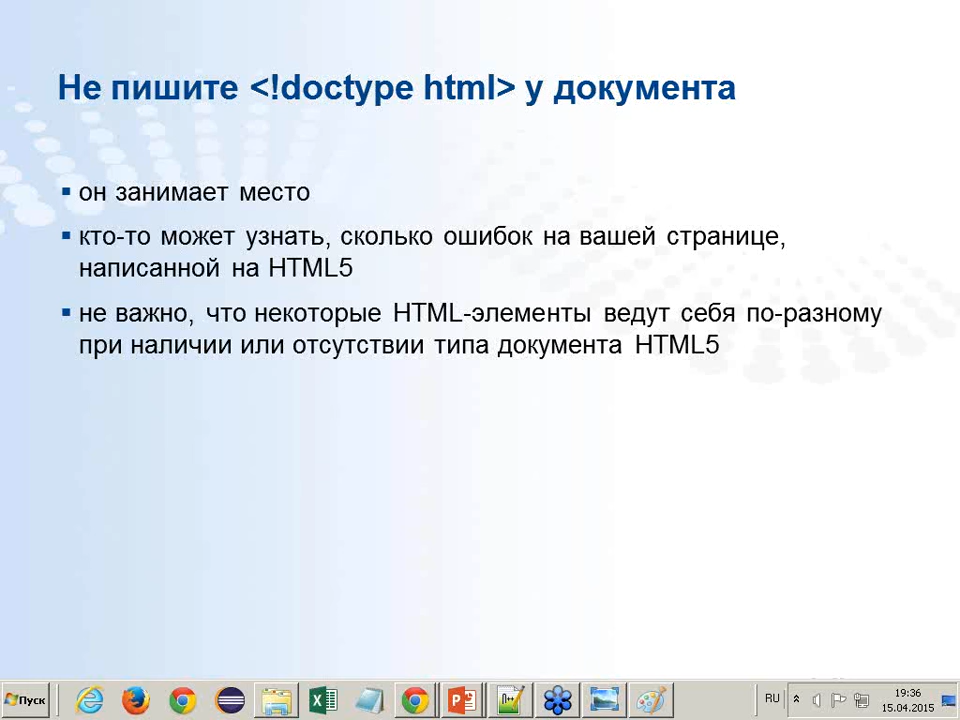 Не пишите <!doctype html> у документа
он занимает место
кто-то может узнать, сколько ошибок на вашей странице,
написанной на HTML5
не важно, что некоторые HTML-элементы ведут себя по-разному
при наличии или отсутствии типа документа HTML5
Пуск
RU
19:36
15.04.2015